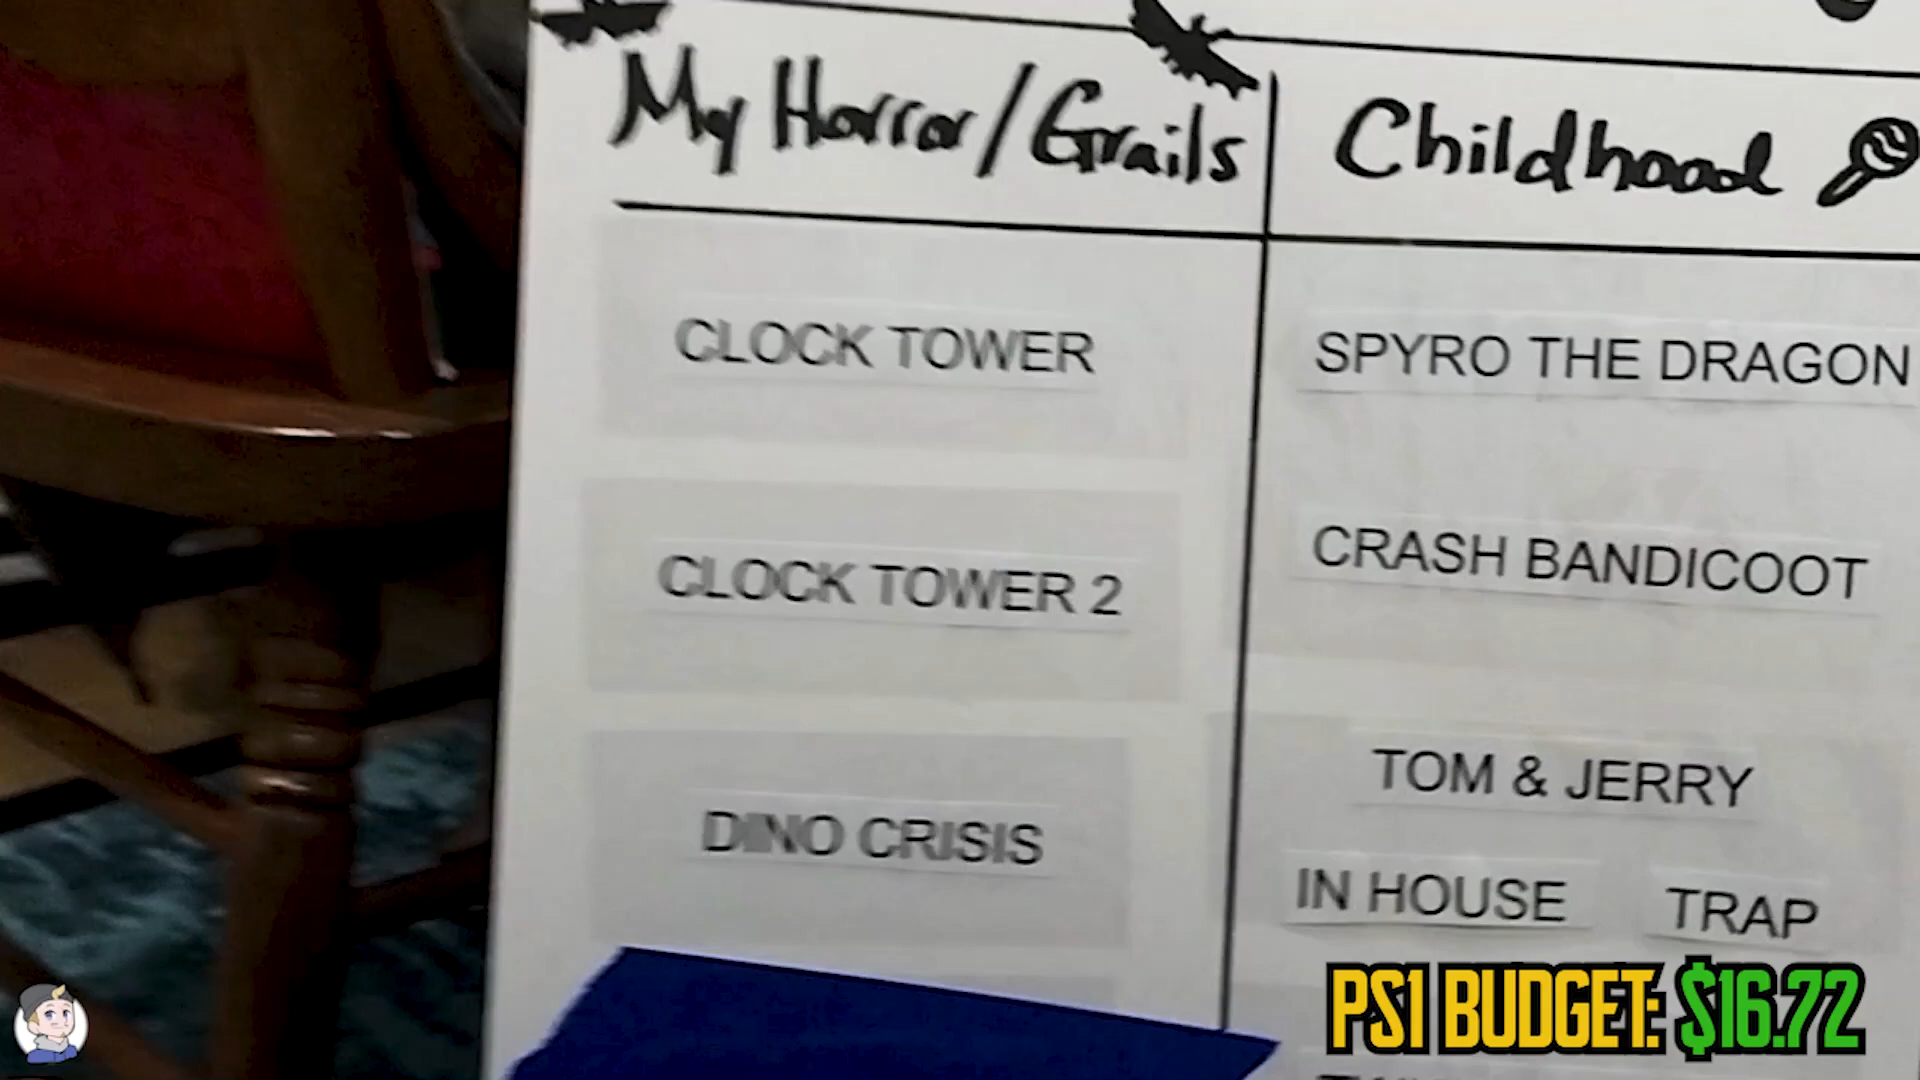 My Horror/Grails
Childhood
CLOCK TOWER
SPYRO THE DRAGON
CLOCK TOWER 2
CRASH BANDICOOT
DINO CRISIS
TOM & JERRY
IN HOUSE TRAP
PS1 BUDGET: $16.72